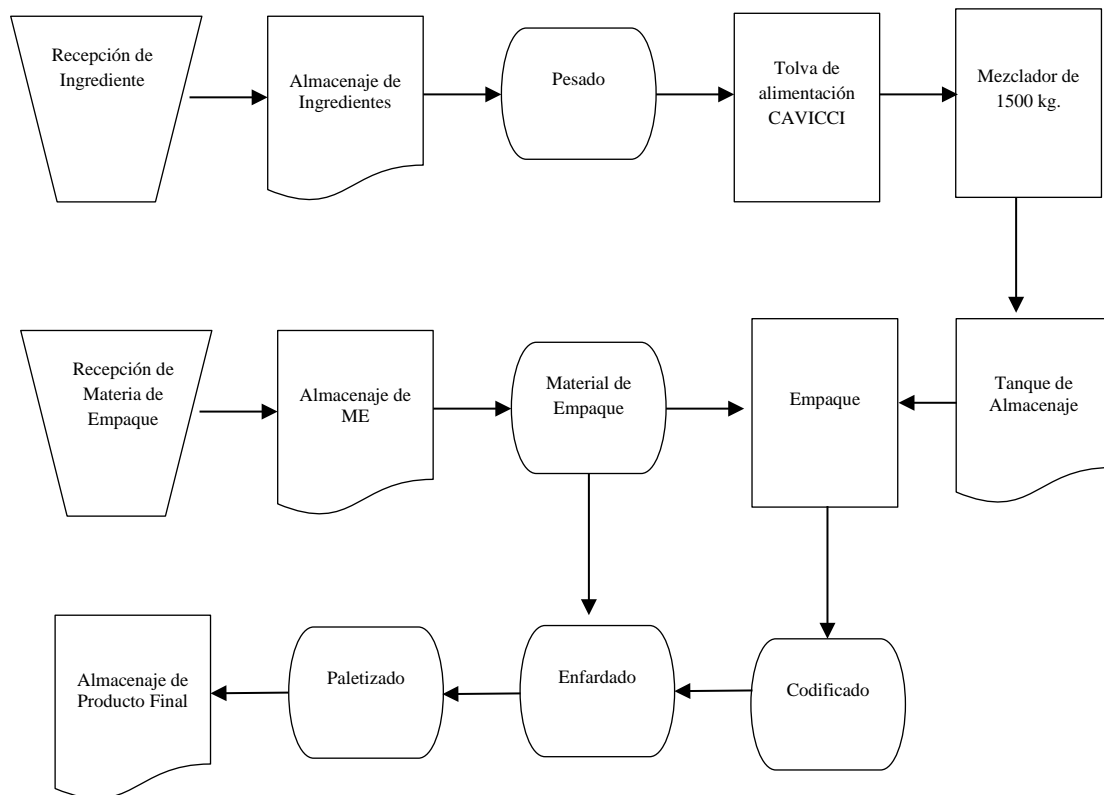 Recepción de
Ingrediente
Almacenaje de
Ingredientes
Pesado
Tolva de
alimentación
CAVICCI
Mezclador de
1500 kg.
Recepción de
Materia de
Empaque
Almacenaje de
ME
Material de
Empaque
Empaque
Tanque de
Almacenaje
Almacenaje de
Producto Final
Paletizado
Enfardado
Codificado